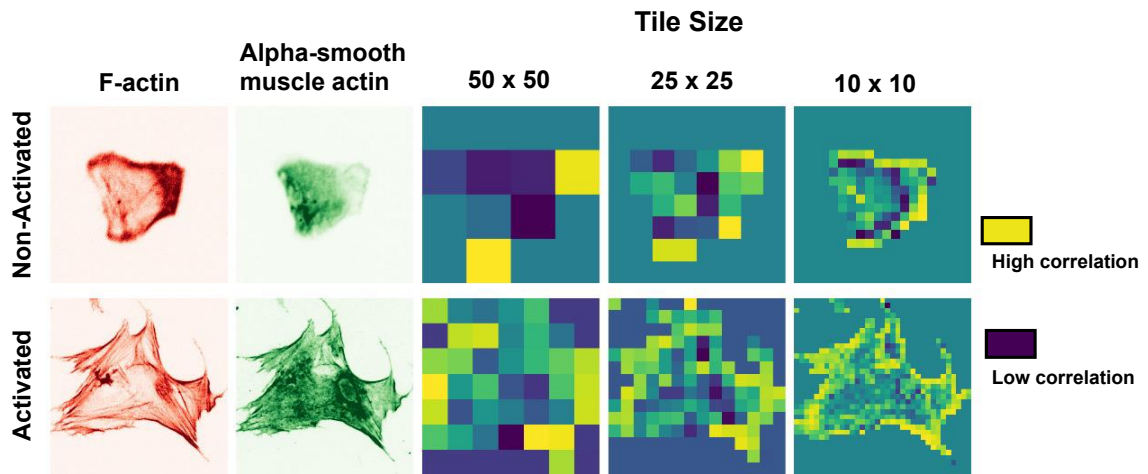 Tile Size
F-actin
Alpha-smooth
muscle actin
50 x 50
25 x 25
10 x 10
Non-Activated
Activated
High correlation
Low correlation